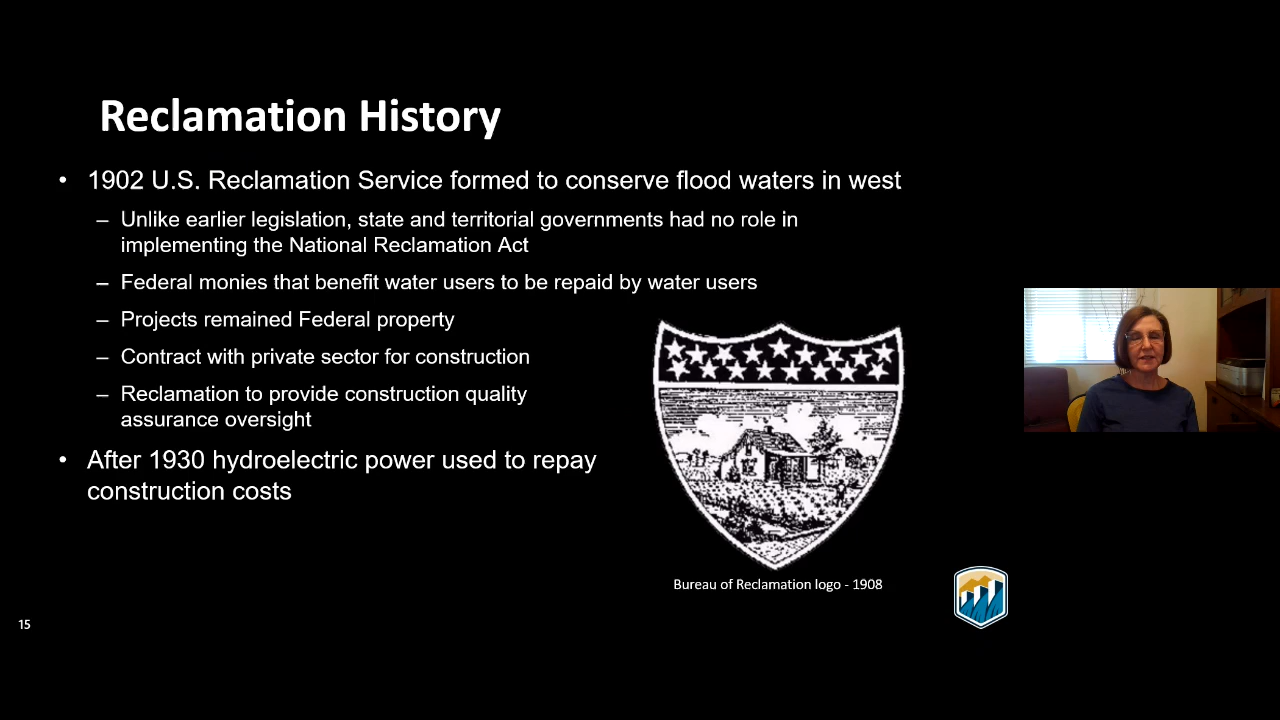 Reclamation History
• 1902 U.S. Reclamation Service formed to conserve flood waters in west
– Unlike earlier legislation, state and territorial governments had no role in
implementing the National Reclamation Act
– Federal monies that benefit water users to be repaid by water users
– Projects remained Federal property
– Contract with private sector for construction
– Reclamation to provide construction quality
assurance oversight
• After 1930 hydroelectric power used to repay
construction costs
Bureau of Reclamation logo - 1908
15